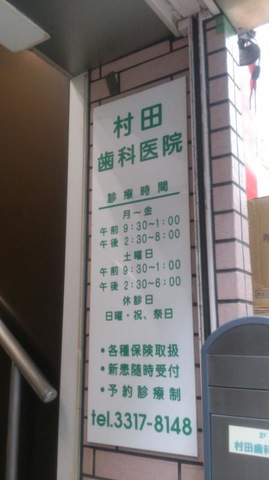 村田
歯科医院
診療時間
月～金
午前 9:30~1:00
午後 2:30~8:00
土曜日
午前 9:30~1:00
午後 2:30~6:00
休診日
日曜・祝、祭日
*各種保険取扱
*新患随時受付
*予約診療制
tel.3317-8148
2F
村田歯科